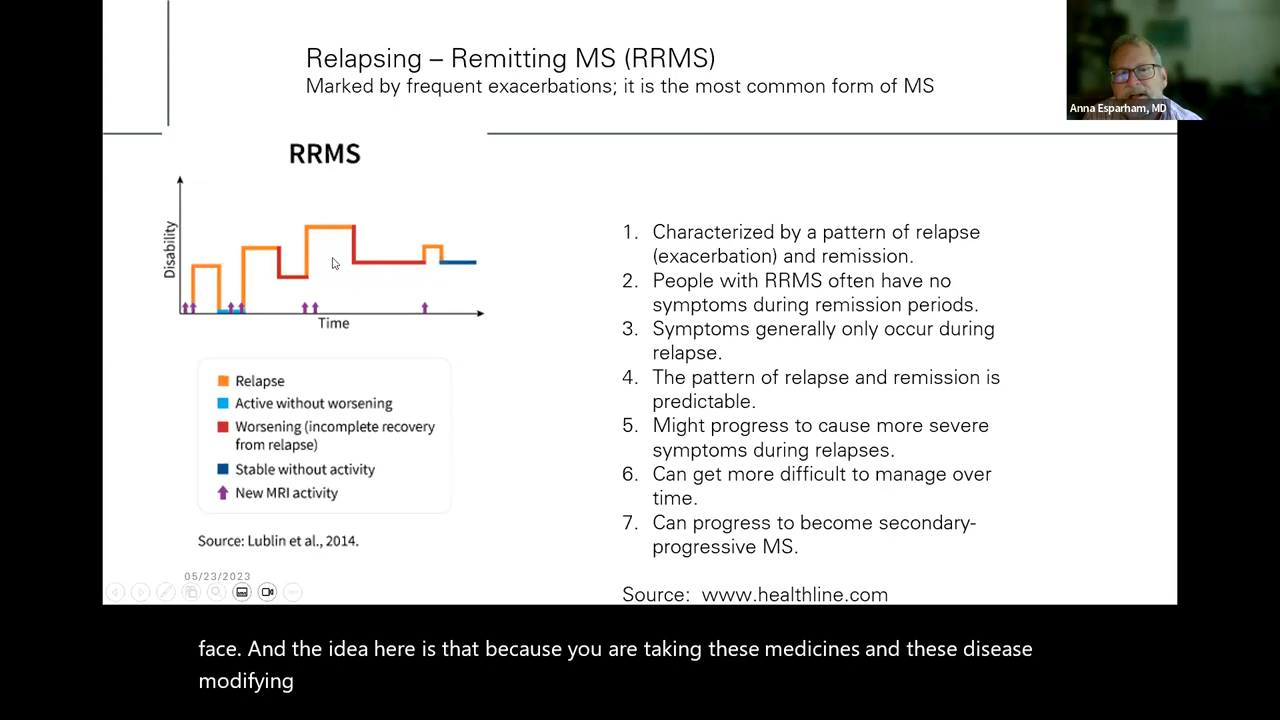 Relapsing – Remitting MS (RRMS)
Marked by frequent exacerbations; it is the most common form of MS
Anna Esparham, MD
RRMS
Disability
Time
Relapse
Active without worsening
Worsening (incomplete recovery
from relapse)
Stable without activity
New MRI activity
Source: Lublin et al., 2014.
05/23/2023
1. Characterized by a pattern of relapse
(exacerbation) and remission.
2. People with RRMS often have no
symptoms during remission periods.
3. Symptoms generally only occur during
relapse.
4. The pattern of relapse and remission is
predictable.
5. Might progress to cause more severe
symptoms during relapses.
6. Can get more difficult to manage over
time.
7. Can progress to become secondary-
progressive MS.
Source: www.healthline.com
face. And the idea here is that because you are taking these medicines and these disease
modifying